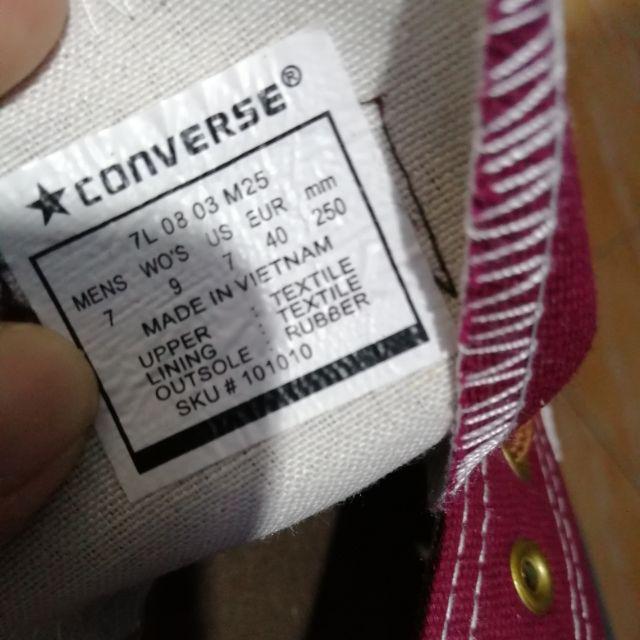 ★ CONVERSE®
7L 08 03 M25
MENS WO'S US EUR mm
7 9 7 40 250
MADE IN VIETNAM
UPPER : TEXTILE
LINING : TEXTILE
OUTSOLE : RUBBER
SKU # 101010